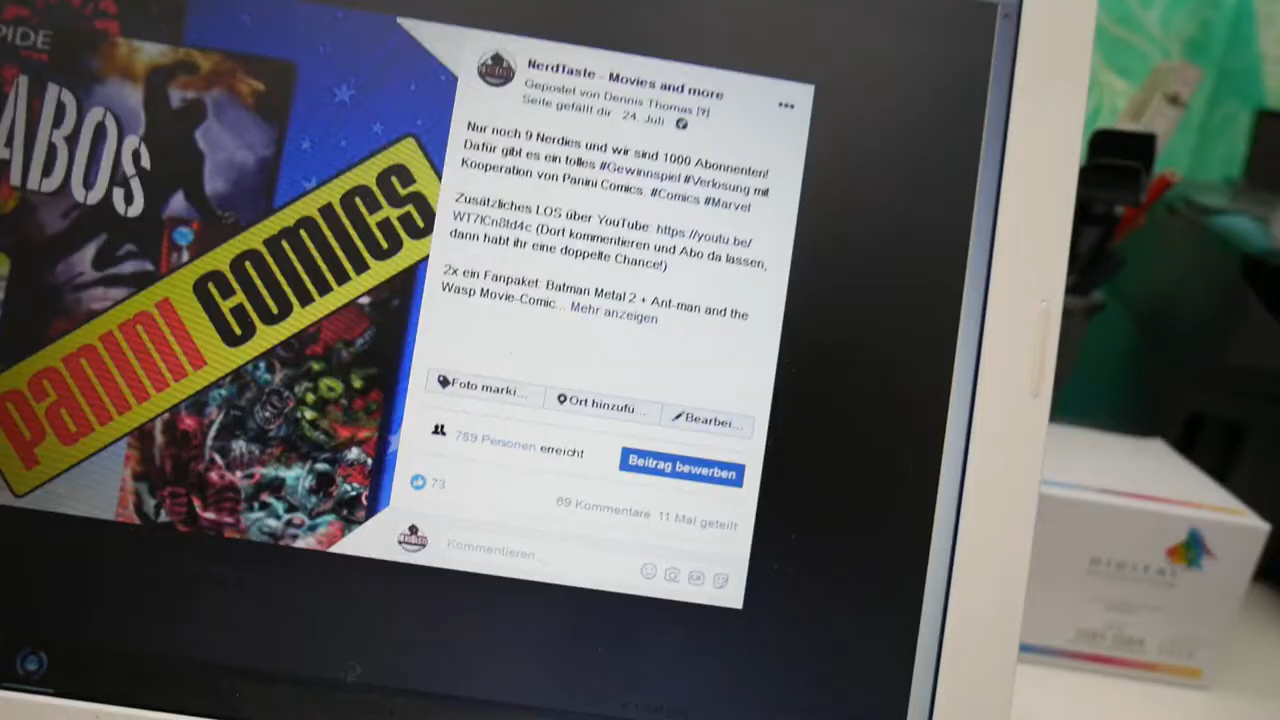 PIDE
ABOS
Panini comics
NerdTaste - Movies and more
Gepostet von Dennis Thomas [?]
Seite gefällt dir · 24. Juli
Nur noch 9 Nerdies und wir sind 1000 Abonnenten!
Dafür gibt es ein tolles #Gewinnspiel #Verlosung mit
Kooperation von Panini Comics. #Comics #Marvel
Zusätzliches LOS über YouTube: https://youtu.be/
(Dort kommentieren und Abo da lassen,
dann habt ihr eine doppelte Chance!)
2x ein Fanpaket: Batman Metal 2 + Ant-man and the
Wasp Movie-Comic... Mehr anzeigen
Foto marki...
Ort hinzufü...
Bearbei...
789 Personen erreicht
Beitrag bewerben
73
69 Kommentare 11 Mal geteilt
Kommentieren
DIGITAL